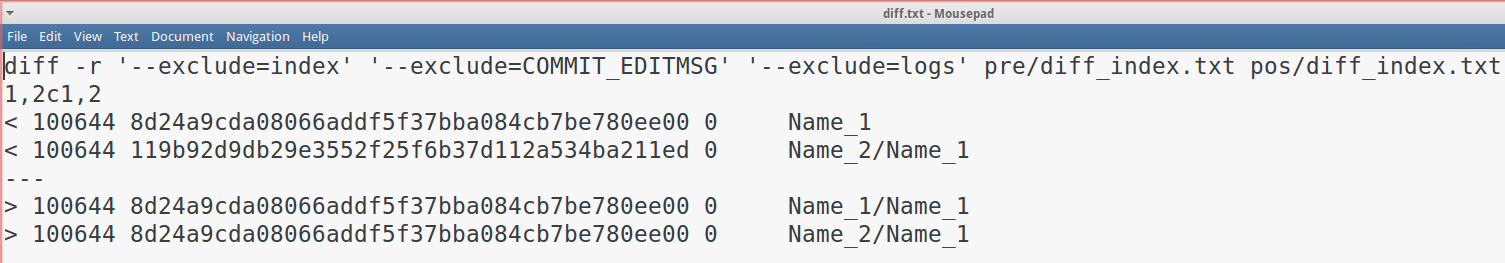 diff.txt - Mousepad
File Edit View Text Document Navigation Help
diff -r '--exclude=index' '--exclude=COMMIT_EDITMSG' '--exclude=logs' pre/diff_index.txt pos/diff_index.txt
1,2c1,2
< 100644 8d24a9cda08066addf5f37bba084cb7be780ee00 0 Name_1
< 100644 119b92d9db29e3552f25f6b37d112a534ba211ed 0 Name_2/Name_1
---
> 100644 8d24a9cda08066addf5f37bba084cb7be780ee00 0 Name_1/Name_1
> 100644 8d24a9cda08066addf5f37bba084cb7be780ee00 0 Name_2/Name_1